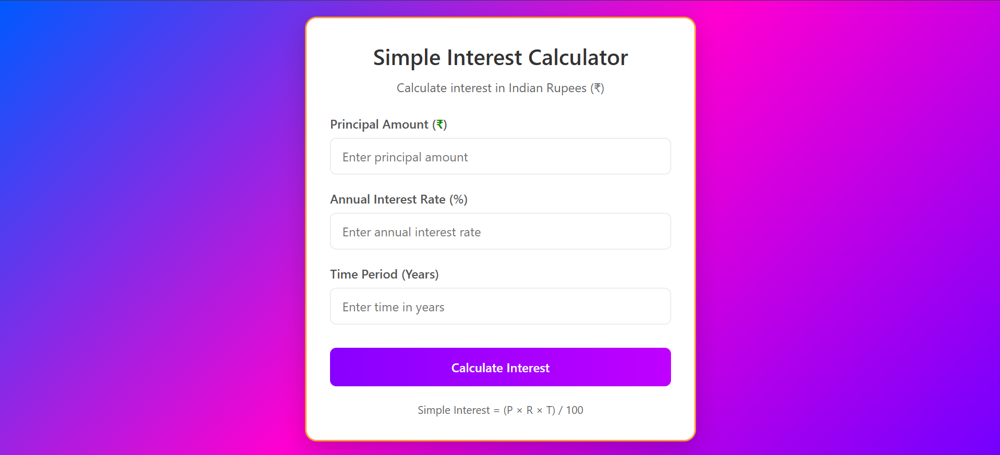 Simple Interest Calculator
Calculate interest in Indian Rupees (₹)
Principal Amount (₹)
Enter principal amount
Annual Interest Rate (%)
Enter annual interest rate
Time Period (Years)
Enter time in years
Calculate Interest
Simple Interest = (P × R × T) / 100